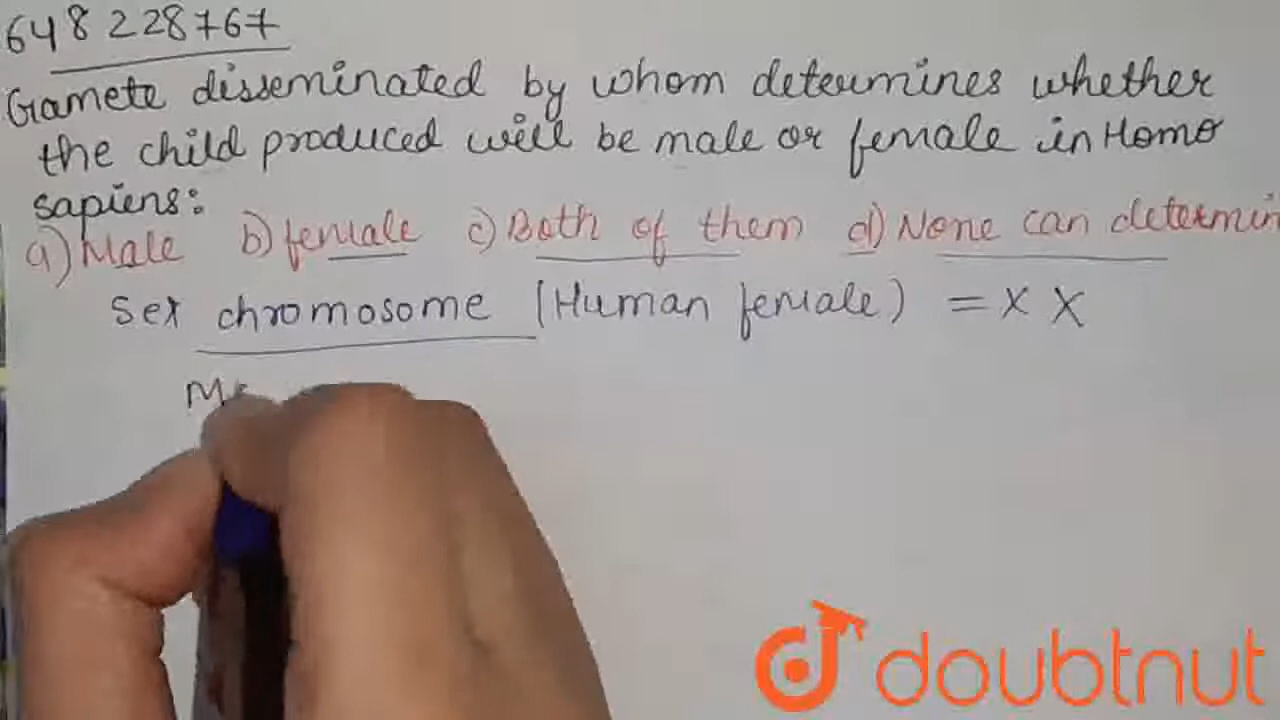 648228767
Gamete disseminated by whom determines whether
the child produced will be male or female in Homo
sapiens:
a) Male b) female c) Both of them d) None can determin
Sex chromosome (Human female) = X X
doubtnut